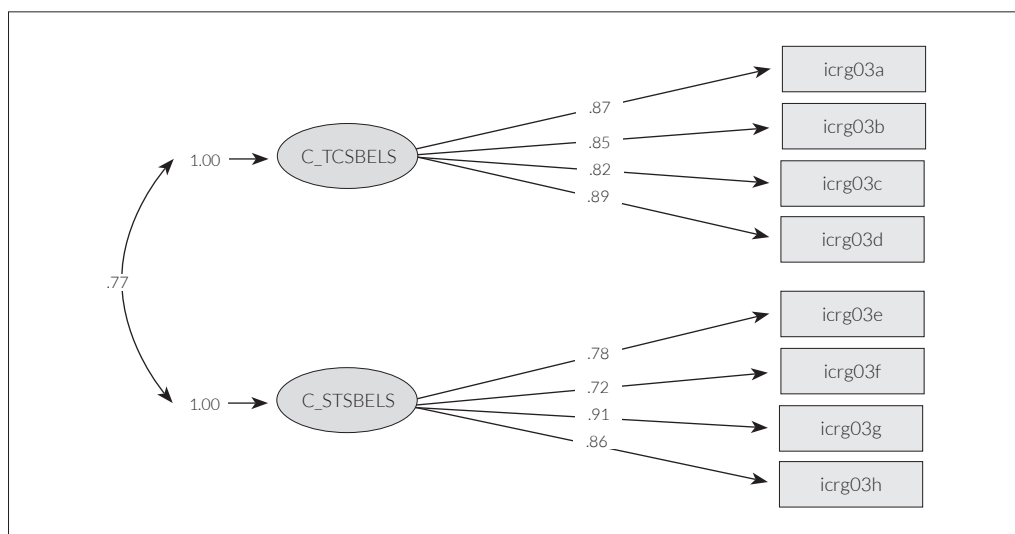 icrg03a
.87
icrg03b
1.00
C_TCSBELS
.85
.82
icrg03c
.89
icrg03d
.77
icrg03e
.78
icrg03f
1.00
C_STSBELS
.72
.91
icrg03g
.86
icrg03h